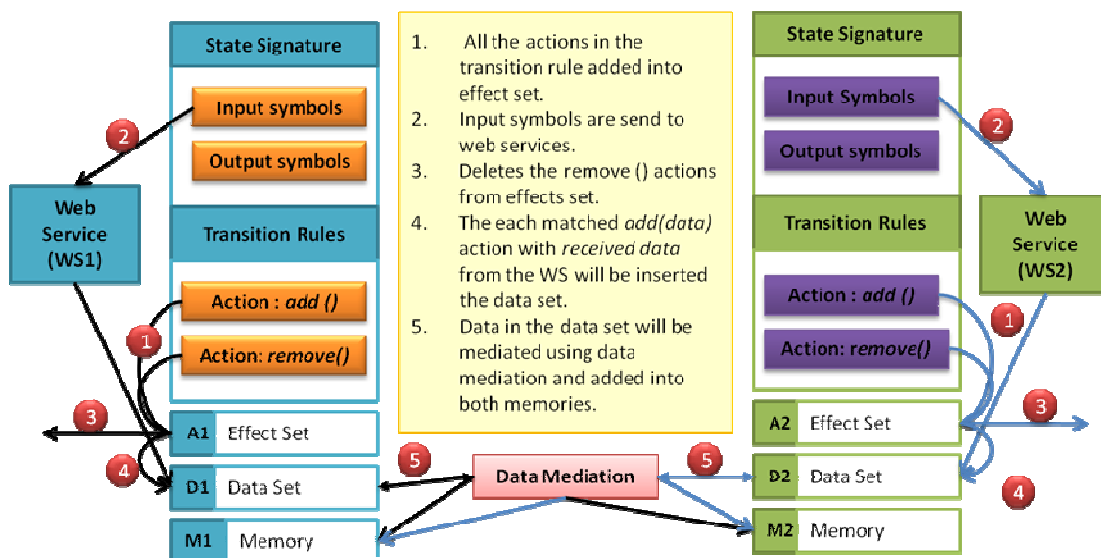 State Signature
Input symbols
Output symbols
2
Web
Service
(WS1)
Transition Rules
Action : add ()
Action: remove()
1
3
4
A1 Effect Set
D1 Data Set
M1 Memory
1. All the actions in the
transition rule added into
effect set.
2. Input symbols are send to
web services.
3. Deletes the remove () actions
from effects set.
4. The each matched add(data)
action with received data
from the WS will be inserted
the data set.
5. Data in the data set will be
mediated using data
mediation and added into
both memories.
5
Data Mediation
5
State Signature
Input Symbols
Output symbols
2
Web
Service
(WS2)
Transition Rules
Action : add ()
Action: remove()
1
3
4
A2 Effect Set
D2 Data Set
M2 Memory